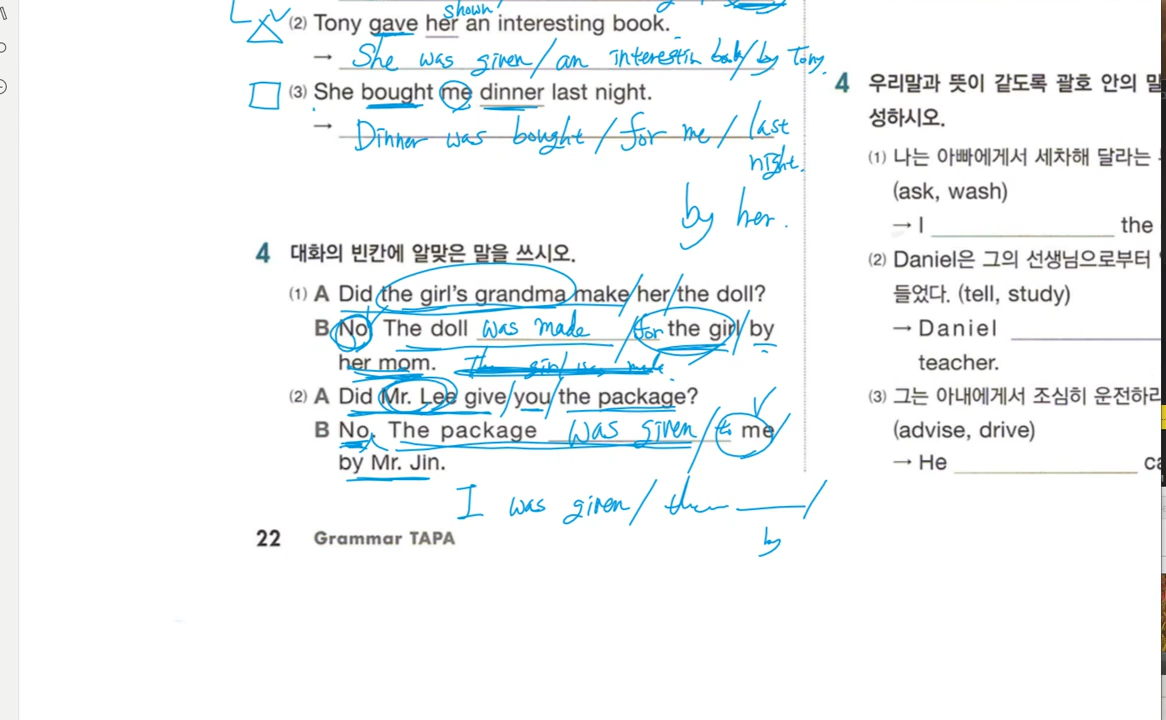 shown
(2) Tony gave her an interesting book.
→ She was given / an interestin book / by Tony.
(3) She bought me dinner last night.
→ Dinner was bought / for me / last
night.
by her.
4 대화의 빈칸에 알맞은 말을 쓰시오.
(1) A Did the girl's grandma make / her / the doll?
B No. The doll was made / for the girl / by
her mom.
(2) A Did Mr. Lee give / you / the package?
B No. The package was given / to me /
by Mr. Jin.
I was given / the /
by
22 Grammar TAPA
4 우리말과 뜻이 같도록 괄호 안의 말
성하시오.
(1) 나는 아빠에게서 세차해 달라는
(ask, wash)
→ I the
(2) Daniel은 그의 선생님으로부터
들었다. (tell, study)
→ Daniel
teacher.
(3) 그는 아내에게서 조심히 운전하라
(advise, drive)
→ He ca